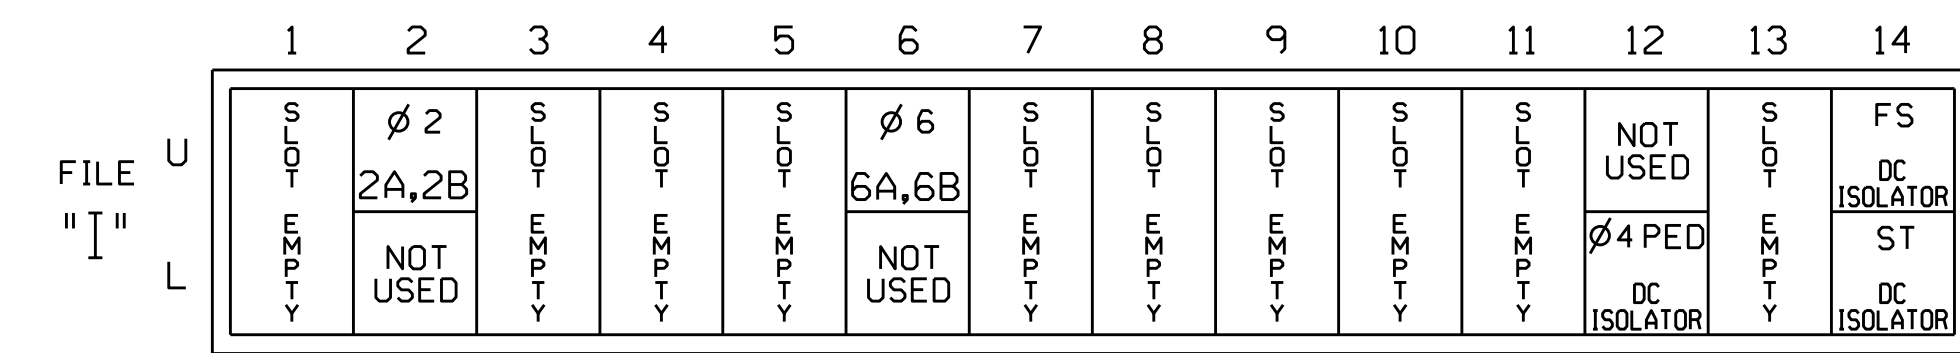 1 2 3 4 5 6 7 8 9 10 11 12 13 14
FILE
"I"
U
L
SLOT EMPTY
Ø 2
2A,2B
NOT
USED
SLOT EMPTY
SLOT EMPTY
SLOT EMPTY
Ø 6
6A,6B
NOT
USED
SLOT EMPTY
SLOT EMPTY
SLOT EMPTY
SLOT EMPTY
SLOT EMPTY
NOT
USED
Ø4 PED
DC
ISOLATOR
SLOT EMPTY
FS
DC
ISOLATOR
ST
DC
ISOLATOR